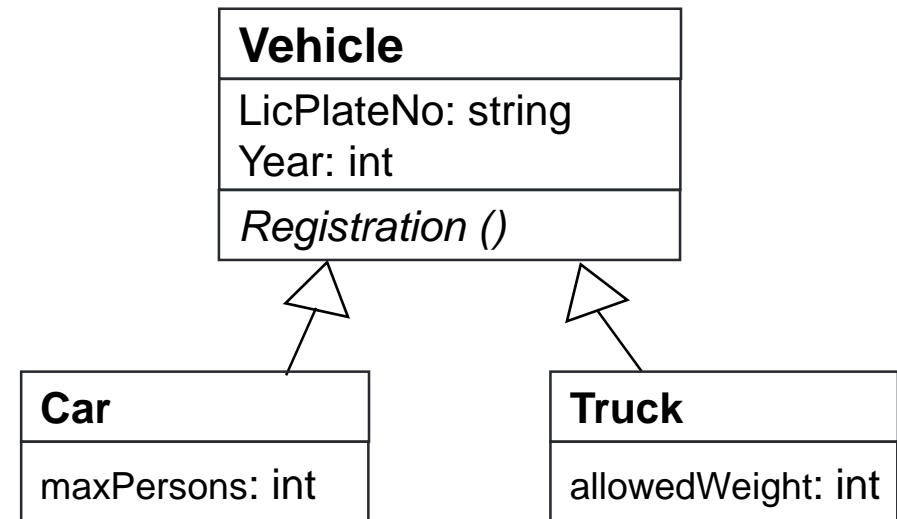 Vehicle
LicPlateNo: string
Year: int
Registration ()
Car
maxPersons: int
Truck
allowedWeight: int